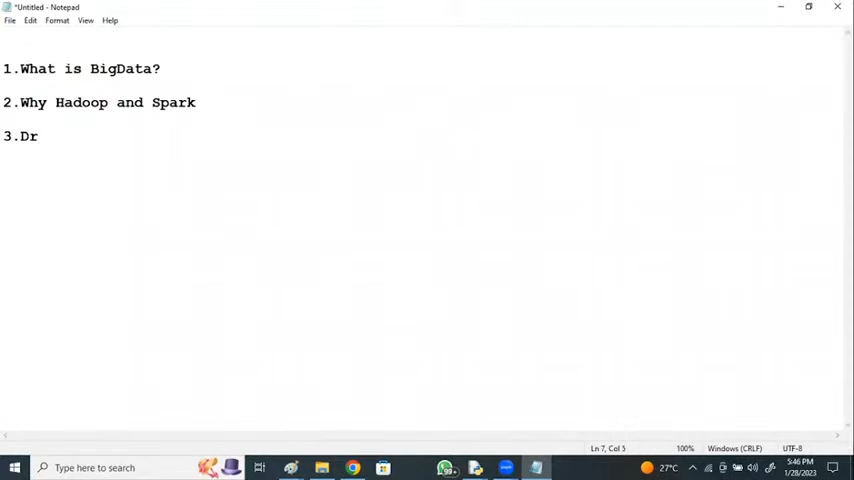 *Untitled - Notepad
File Edit Format View Help
1.What is BigData?
2.Why Hadoop and Spark
3.Dr
Ln 7, Col 5 100% Windows (CRLF) UTF-8
Type here to search
99+
27°C
5:46 PM
1/28/2023